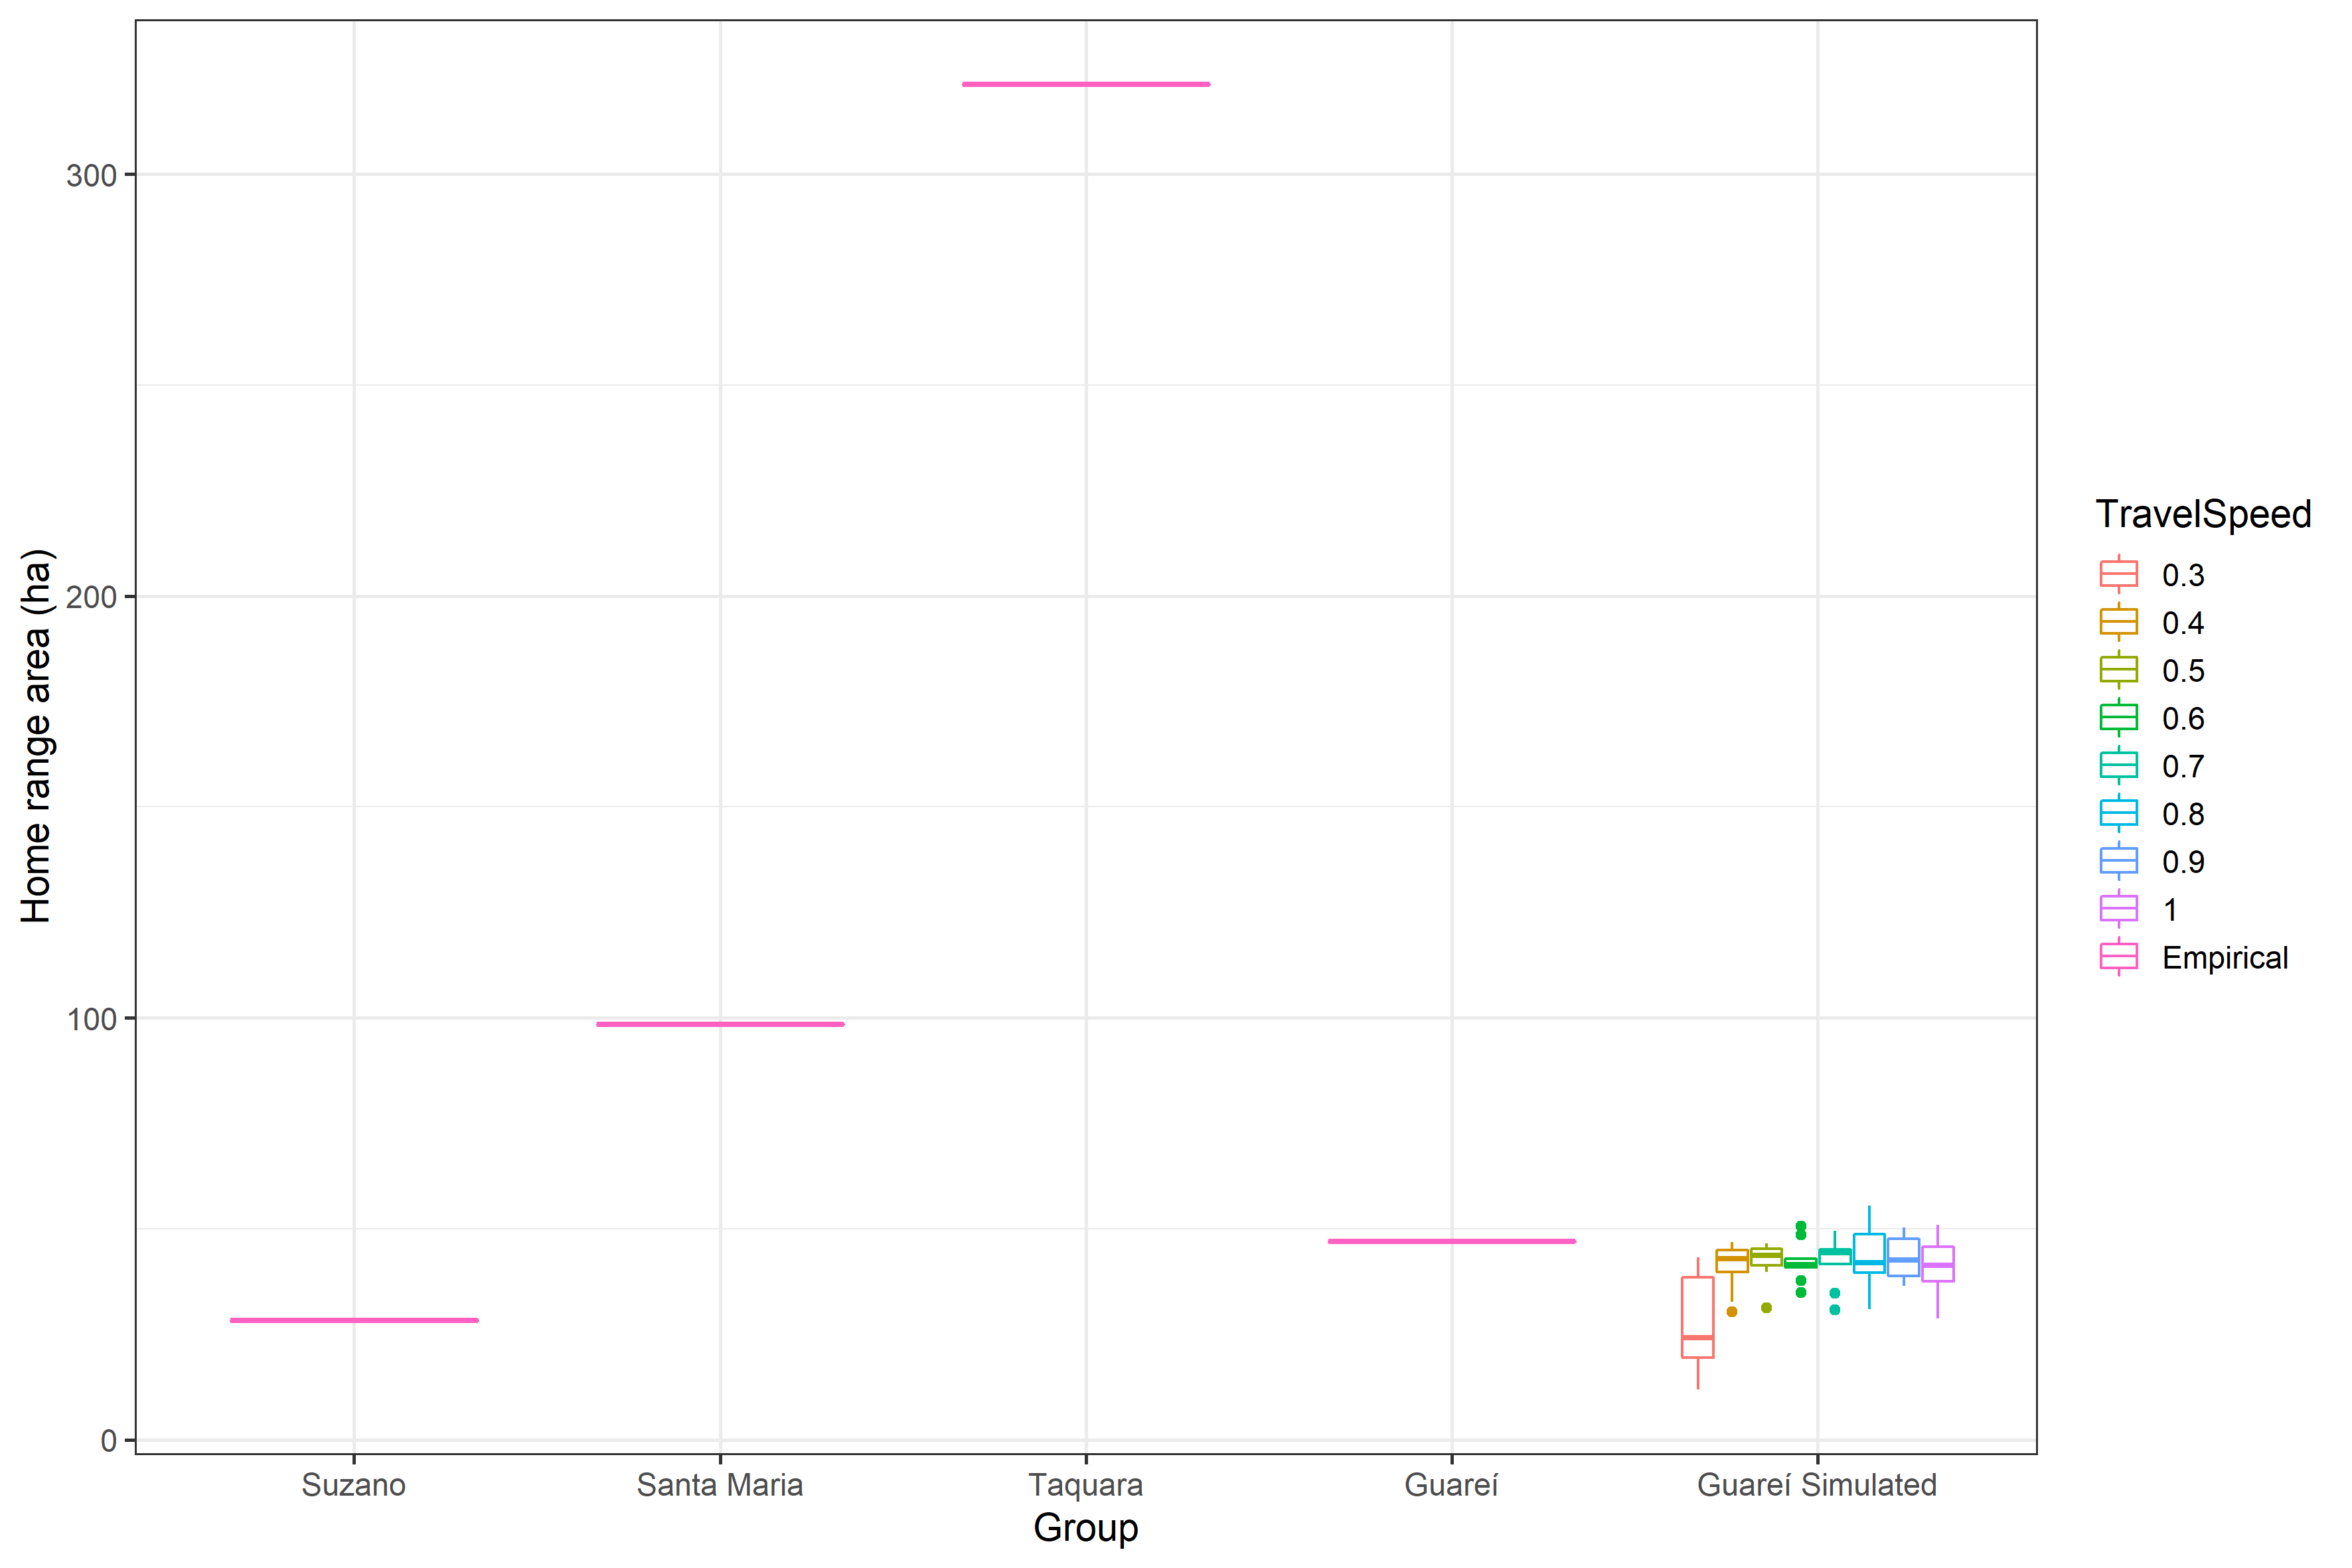 Home range area (ha)
300
200
100
0
Suzano
Santa Maria
Taquara
Guareí
Guareí Simulated
Group
TravelSpeed
0.3
0.4
0.5
0.6
0.7
0.8
0.9
1
Empirical